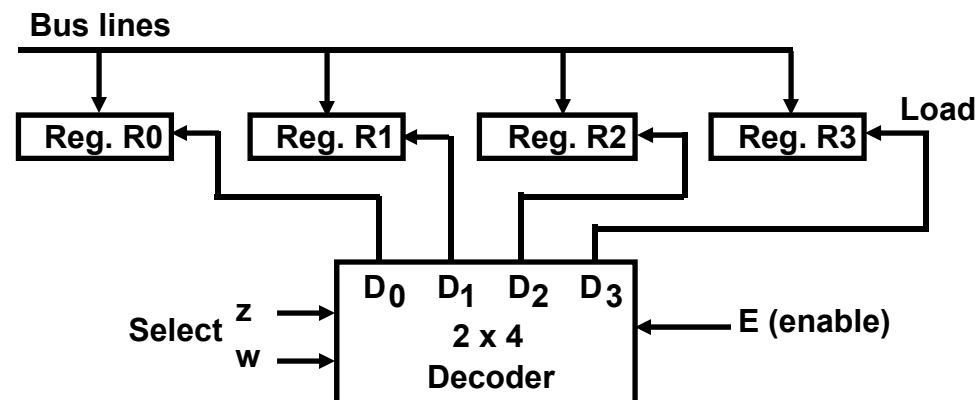 Bus lines
Load
Reg. R0 Reg. R1 Reg. R2 Reg. R3
D0 D1 D2 D3
Select z
w
2 x 4
Decoder
E (enable)